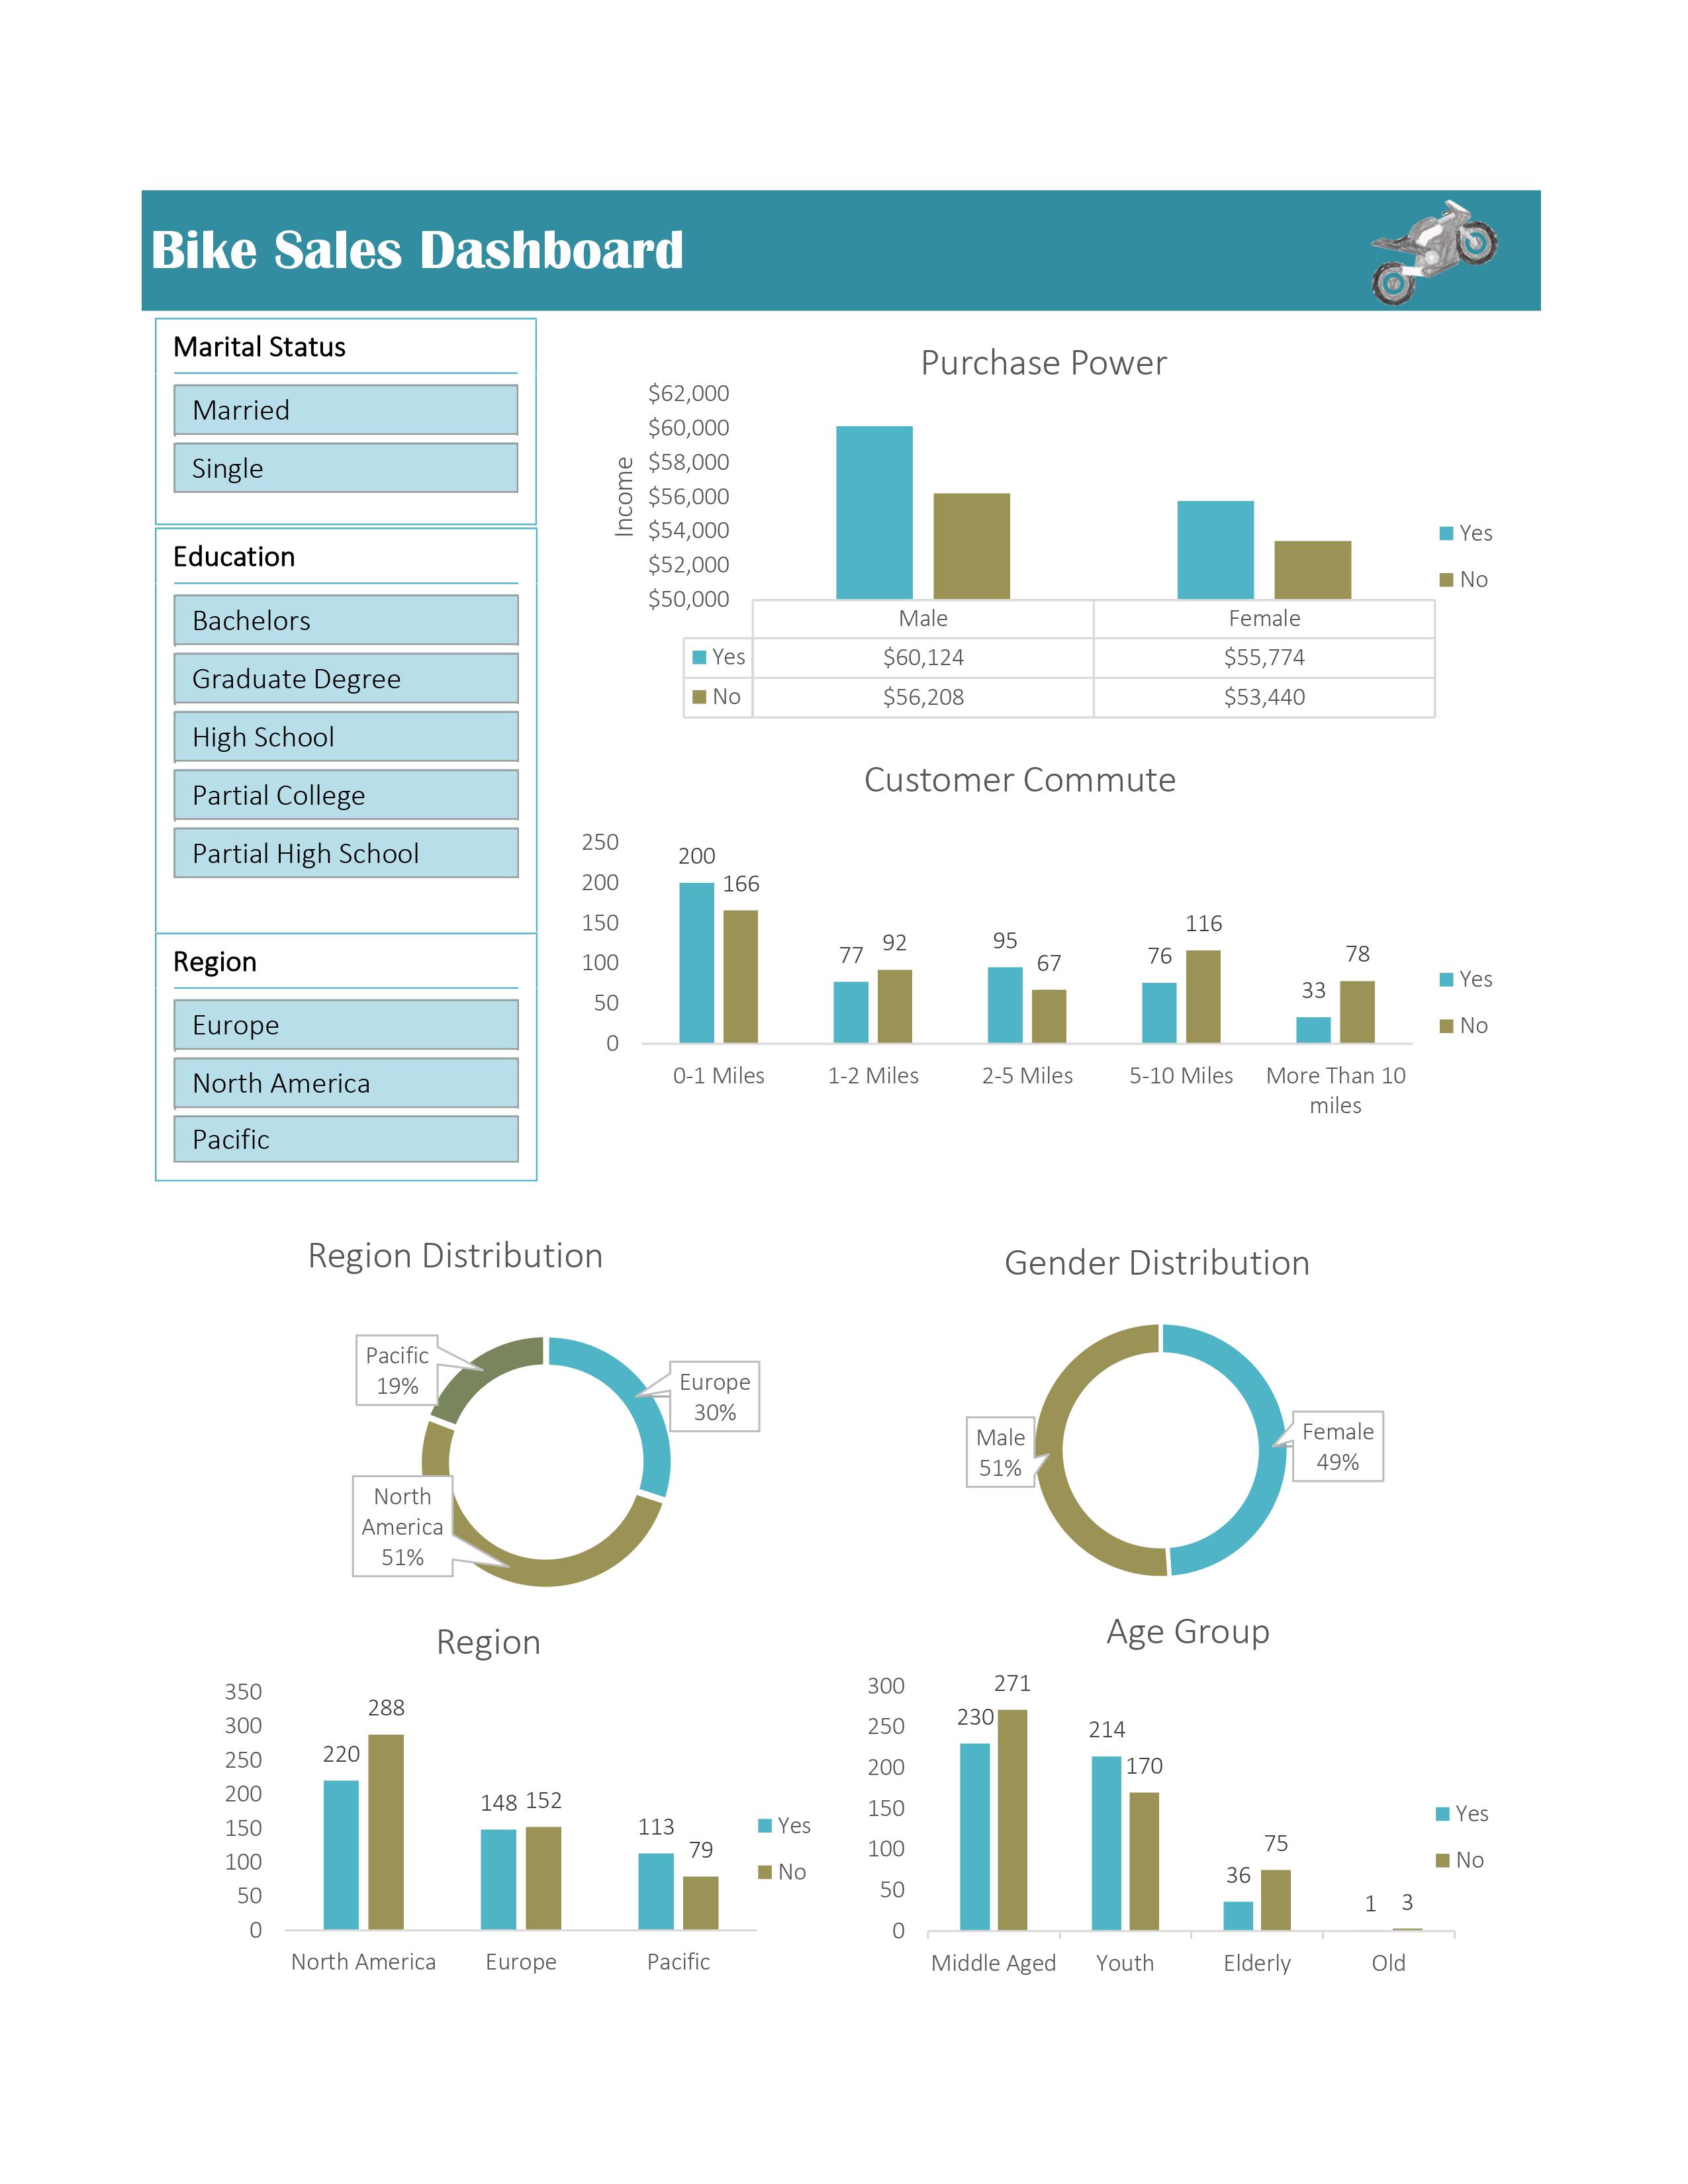 Bike Sales Dashboard
Marital Status
Married
Single
Education
Bachelors
Graduate Degree
High School
Partial College
Partial High School
Region
Europe
North America
Pacific
Purchase Power
Income
$62,000
$60,000
$58,000
$56,000
$54,000
$52,000
$50,000
Male Female
Yes $60,124 $55,774
No $56,208 $53,440
Yes
No
Customer Commute
250
200
150
100
50
0
200 166 77 92 95 67 76 116 33 78
0-1 Miles 1-2 Miles 2-5 Miles 5-10 Miles More Than 10
miles
Yes
No
Region Distribution
Pacific
19%
Europe
30%
North
America
51%
Gender Distribution
Male
51%
Female
49%
Region
350
300
250
200
150
100
50
0
220 288 148 152 113 79
North America Europe Pacific
Yes
No
Age Group
300
250
200
150
100
50
0
230 271 214 170 36 75 1 3
Middle Aged Youth Elderly Old
Yes
No